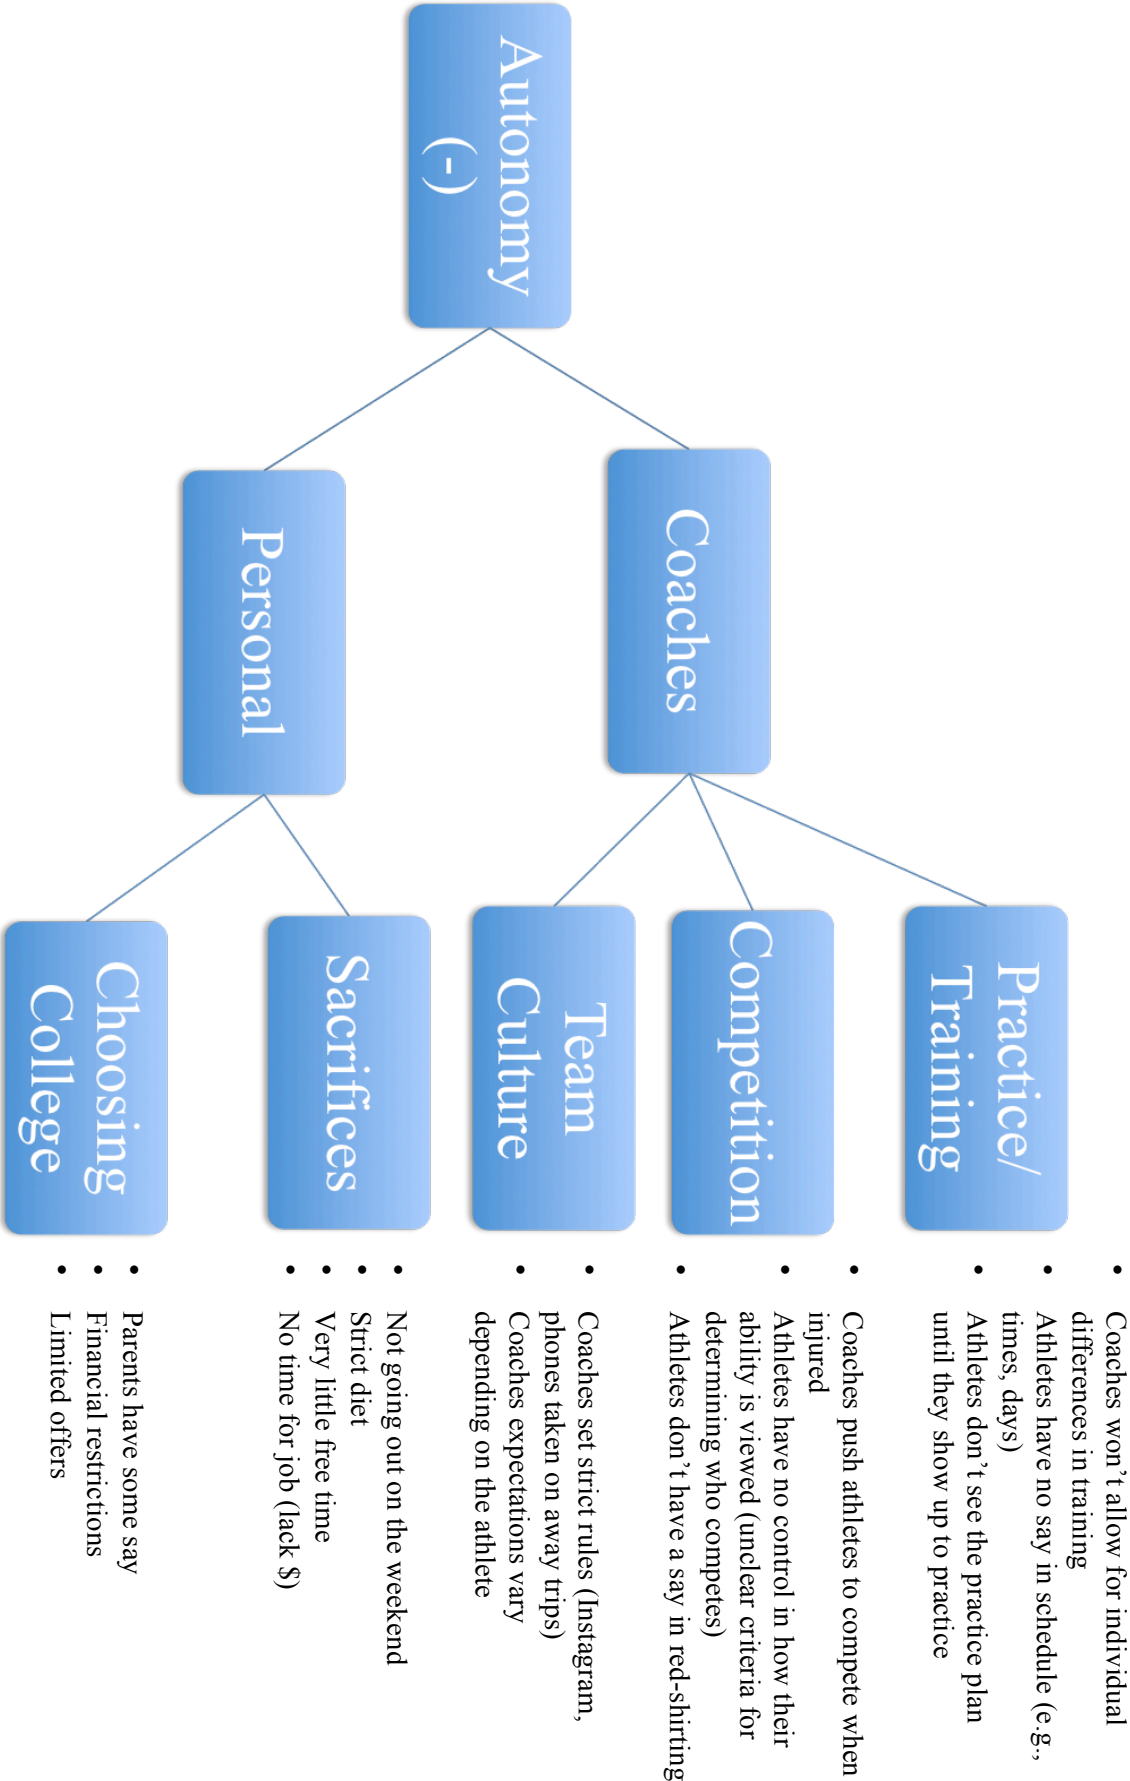 Autonomy
(-)
Coaches
Personal
Practice/
Training
• Coaches won’t allow for individual
differences in training
• Athletes have no say in schedule (e.g.,
times, days)
• Athletes don’t see the practice plan
until they show up to practice
Competition
• Coaches push athletes to compete when
injured
• Athletes have no control in how their
ability is viewed (unclear criteria for
determining who competes)
• Athletes don’t have a say in red-shirting
Team
Culture
• Coaches set strict rules (Instagram,
phones taken on away trips)
• Coaches expectations vary
depending on the athlete
Sacrifices
• Not going out on the weekend
• Strict diet
• Very little free time
• No time for job (lack $)
Choosing
College
• Parents have some say
• Financial restrictions
• Limited offers